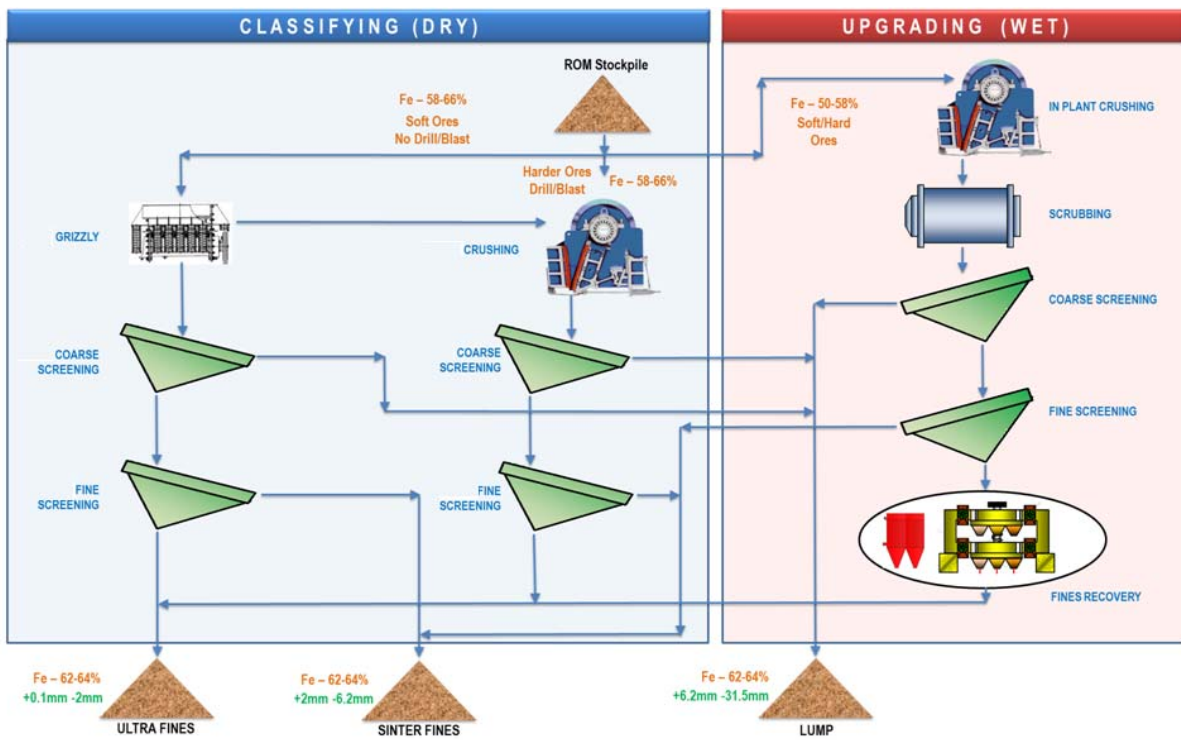 CLASSIFYING (DRY)
UPGRADING (WET)
ROM Stockpile
Fe – 58-66%
Soft Ores
No Drill/Blast
Fe – 50-58%
Soft/Hard
Ores
IN PLANT CRUSHING
Harder Ores
Drill/Blast
Fe – 58-66%
SCRUBBING
GRIZZLY
CRUSHING
COARSE SCREENING
COARSE
SCREENING
COARSE
SCREENING
FINE SCREENING
FINE
SCREENING
FINE
SCREENING
FINES RECOVERY
Fe – 62-64%
+0.1mm -2mm
ULTRA FINES
Fe – 62-64%
+2mm -6.2mm
SINTER FINES
Fe – 62-64%
+6.2mm -31.5mm
LUMP